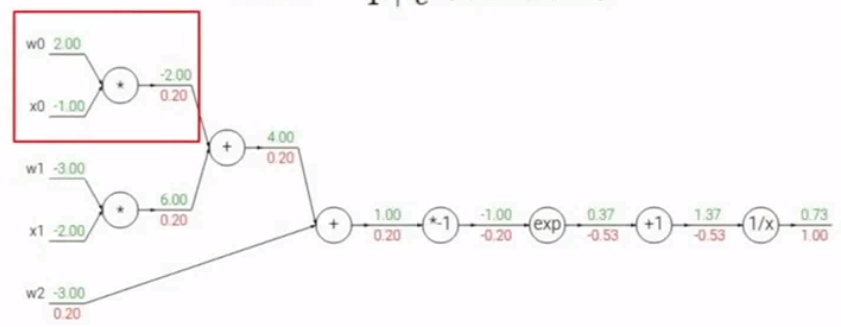 w0 2.00
-2.00
*
0.20
x0 -1.00
4.00
+
0.20
w1 -3.00
6.00
*
0.20
x1 -2.00
1.00 -1.00 0.37 1.37 0.73
+ *-1 exp +1 1/x
0.20 -0.20 -0.53 -0.53 1.00
w2 -3.00
0.20